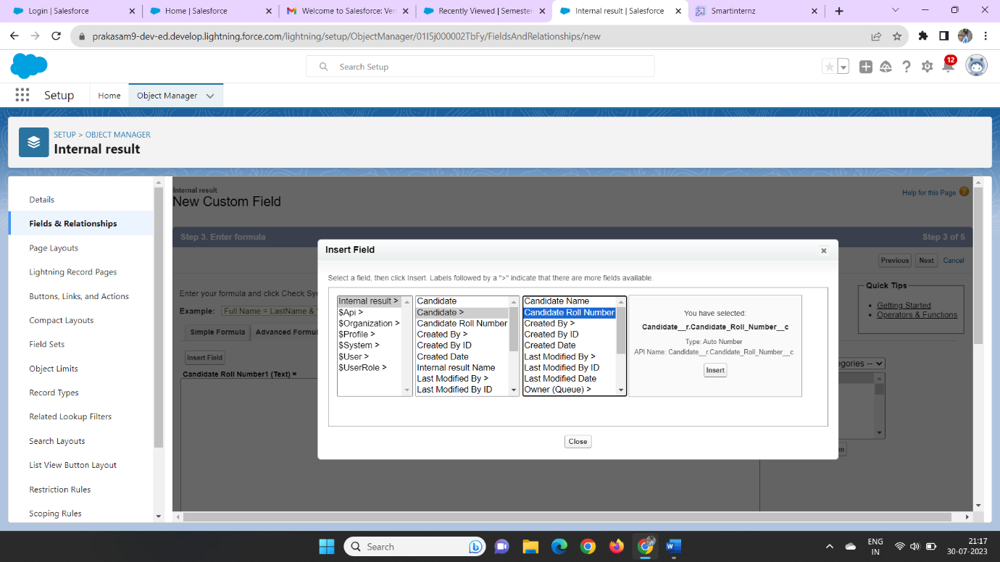 Login | Salesforce
Home | Salesforce
Welcome to Salesforce: Ver
Recently Viewed | Semester
Internal result | Salesforce
Smartinternz
prakasam9-dev-ed.develop.lightning.force.com/lightning/setup/ObjectManager/01I5j000002TbFy/FieldsAndRelationships/new
Search Setup
12
Setup
Home
Object Manager
SETUP > OBJECT MANAGER
Internal result
Details
Fields & Relationships
Page Layouts
Lightning Record Pages
Buttons, Links, and Actions
Compact Layouts
Field Sets
Object Limits
Record Types
Related Lookup Filters
Search Layouts
List View Button Layout
Restriction Rules
Scoping Rules
Internal result
New Custom Field
Help for this Page
Step 3. Enter formula
Step 3 of 5
Previous
Next
Cancel
Enter your formula and click Check Sy
Example: Full Name = LastName &
Simple Formula
Advanced Formu
Insert Field
Candidate Roll Number1 (Text) =
Quick Tips
• Getting Started
• Operators & Functions
egories --
on
Insert Field
Select a field, then click Insert. Labels followed by a ">" indicate that there are more fields available.
Internal result >
$Api >
$Organization >
$Profile >
$System >
$User >
$UserRole >
Candidate
Candidate >
Candidate Roll Number
Created By >
Created By ID
Created Date
Internal result Name
Last Modified By >
Last Modified By ID
Candidate Name
Candidate Roll Number
Created By >
Created By ID
Created Date
Last Modified By >
Last Modified By ID
Last Modified Date
Owner (Queue) >
You have selected:
Candidate__r.Candidate_Roll_Number__c
Type: Auto Number
API Name: Candidate__r.Candidate_Roll_Number__c
Insert
Close
Search
ENG
IN
21:17
30-07-2023